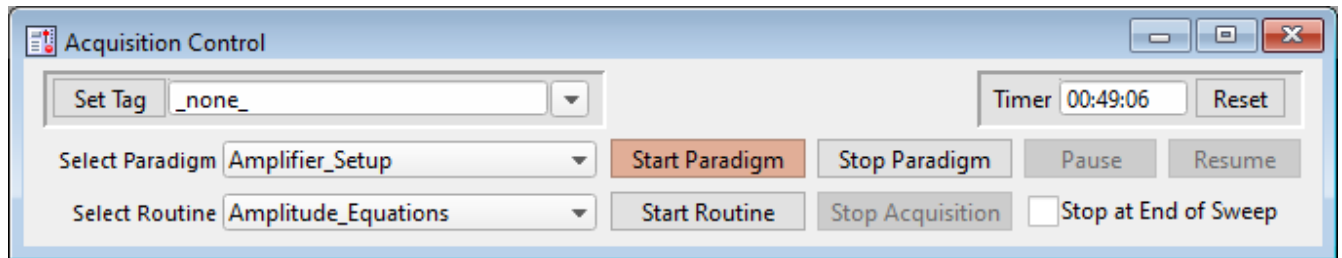 Acquisition Control
Set Tag _none_ Timer 00:49:06 Reset
Select Paradigm Amplifier_Setup Start Paradigm Stop Paradigm Pause Resume
Select Routine Amplitude_Equations Start Routine Stop Acquisition Stop at End of Sweep